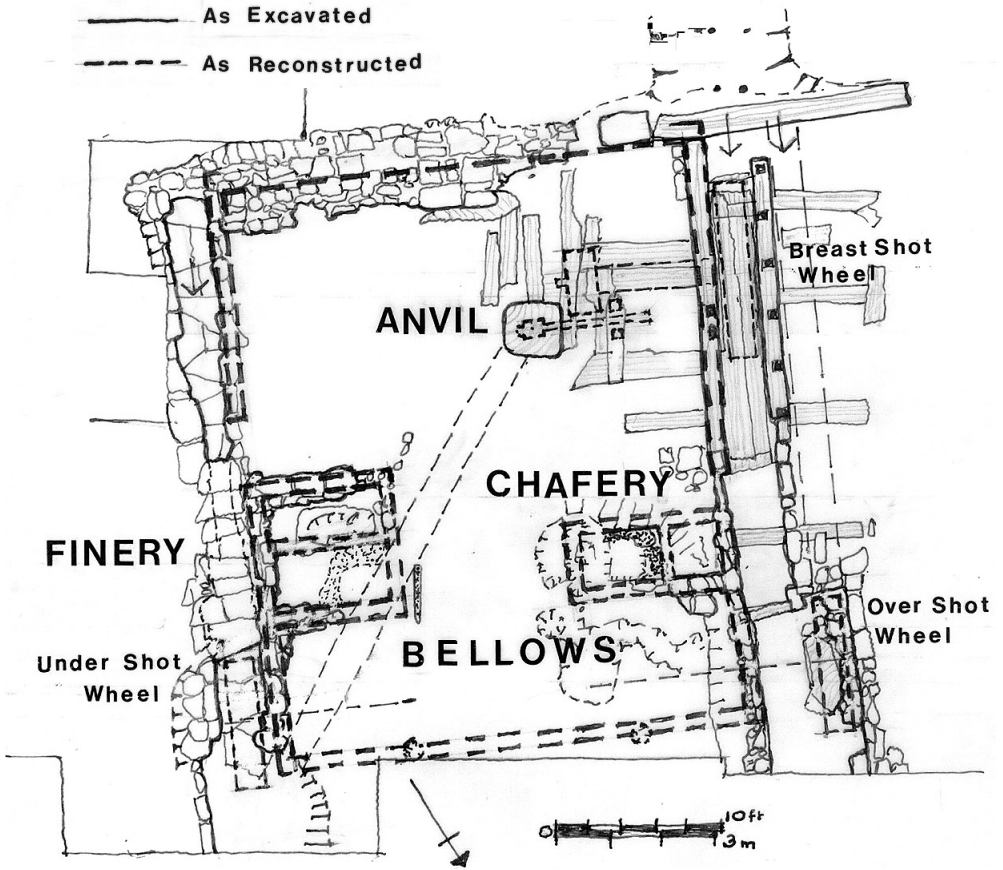 As Excavated
As Reconstructed
Breast Shot
Wheel
ANVIL
CHAFERY
FINERY
Over Shot
Wheel
BELLOWS
Under Shot
Wheel
0 10ft
3m